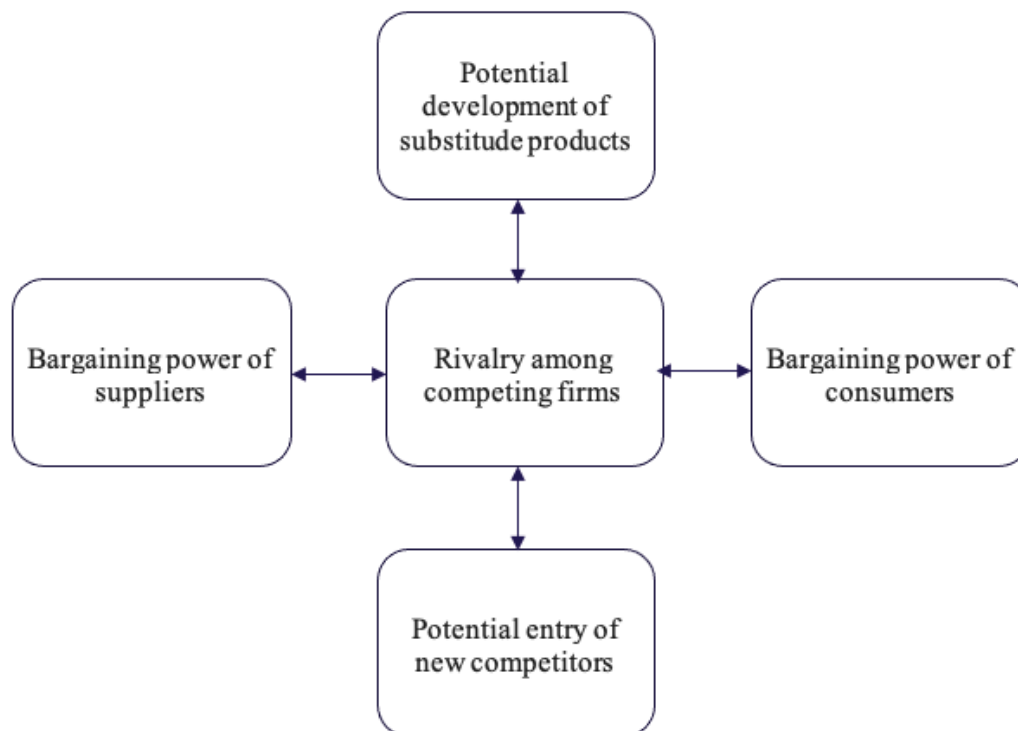 Potential
development of
substitude products
Bargaining power of
suppliers
Rivalry among
competing firms
Bargaining power of
consumers
Potential entry of
new competitors